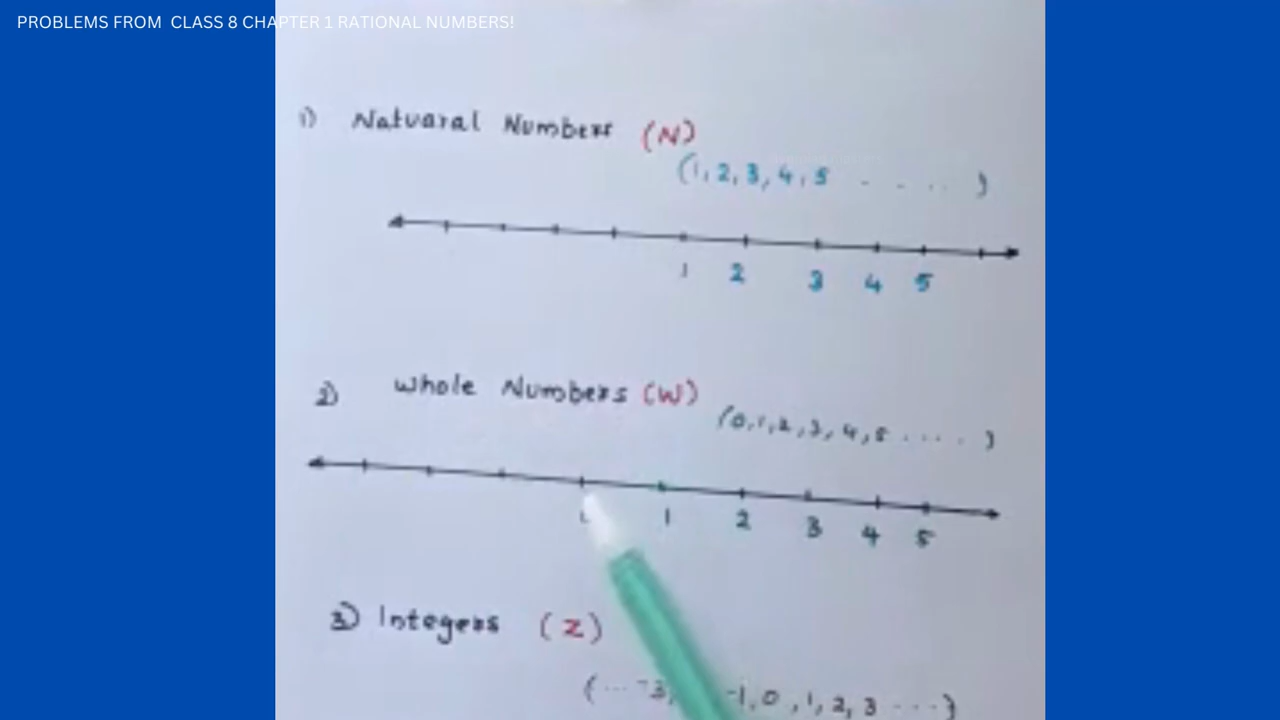 PROBLEMS FROM CLASS 8 CHAPTER 1 RATIONAL NUMBERS!
1) Natuaral Numbers (N)
(1, 2, 3, 4, 5 . . . . . )
1 2 3 4 5
2) Whole Numbers (W)
(0, 1, 2, 3, 4, 5 . . . . . )
1 2 3 4 5
3) Integers (Z)
(... -3, -1, 0, 1, 2, 3 ....)